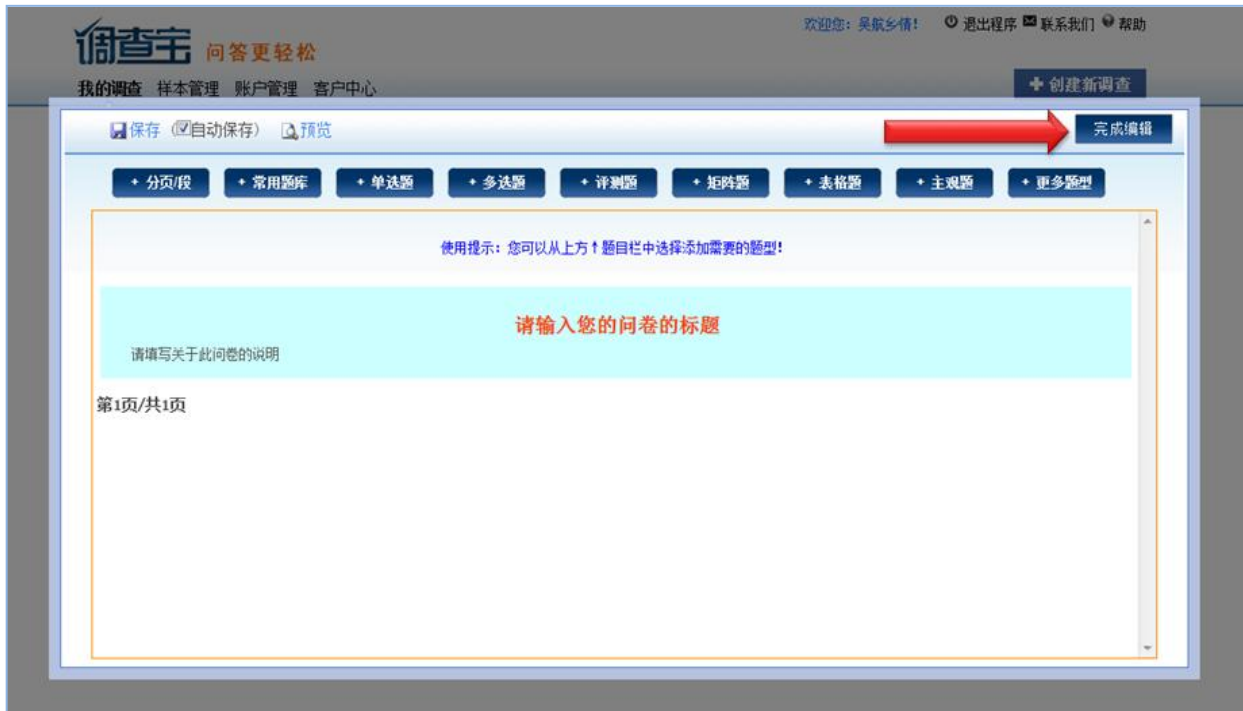 调查宝 问答更轻松
欢迎您：吴航乡情！ 退出程序 联系我们 帮助
我的调查 样本管理 账户管理 客户中心
+ 创建新调查
保存 （自动保存） 预览
完成编辑
+ 分页/段 + 常用题库 + 单选题 + 多选题 + 评测题 + 矩阵题 + 表格题 + 主观题 + 更多题型
使用提示：您可以从上方↑题目栏中选择添加需要的题型！
请输入您的问卷的标题
请填写关于此问卷的说明
第1页/共1页